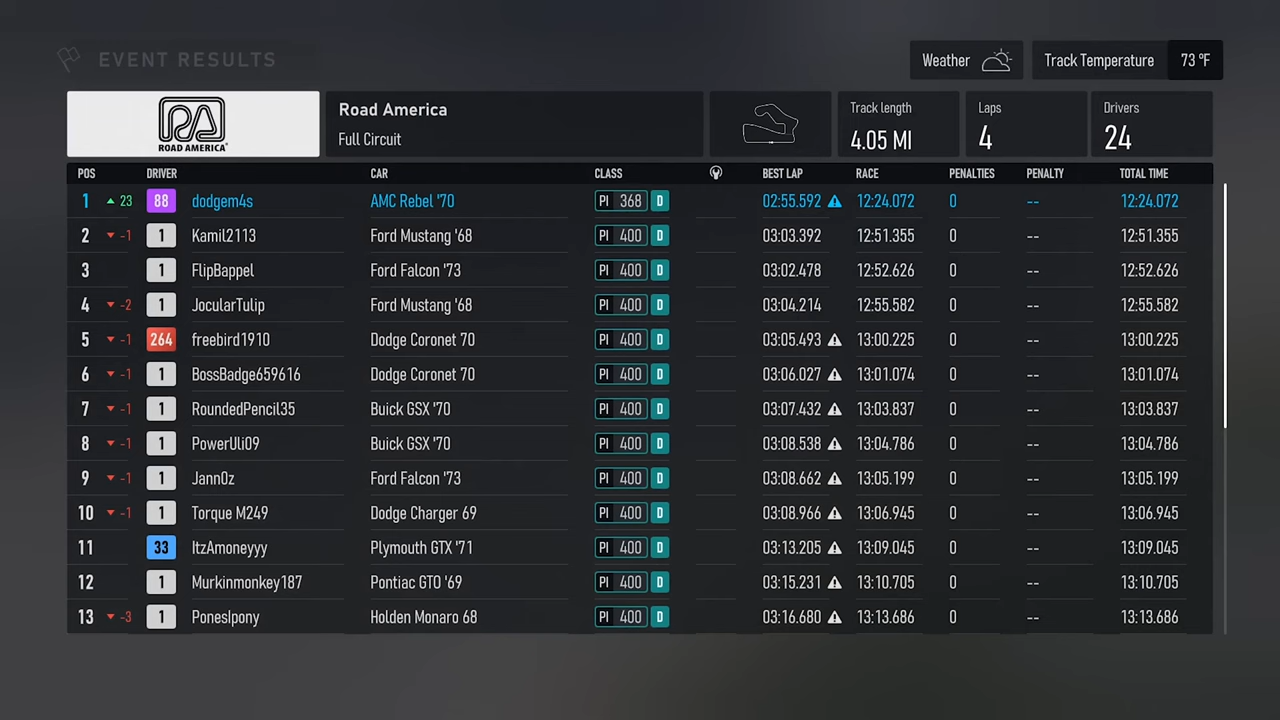 EVENT RESULTS
Weather
Track Temperature 73 °F
RA
ROAD AMERICA
Road America
Full Circuit
Track length
4.05 MI
Laps
4
Drivers
24
POS DRIVER CAR CLASS BEST LAP RACE PENALTIES PENALTY TOTAL TIME
1 23 88 dodgem4s AMC Rebel '70 PI 368 D 02:55.592 12:24.072 0 -- 12:24.072
2 -1 1 Kamil2113 Ford Mustang '68 PI 400 D 03:03.392 12:51.355 0 -- 12:51.355
3 1 FlipBappel Ford Falcon '73 PI 400 D 03:02.478 12:52.626 0 -- 12:52.626
4 -2 1 JocularTulip Ford Mustang '68 PI 400 D 03:04.214 12:55.582 0 -- 12:55.582
5 -1 264 freebird1910 Dodge Coronet 70 PI 400 D 03:05.493 13:00.225 0 -- 13:00.225
6 -1 1 BossBadge659616 Dodge Coronet 70 PI 400 D 03:06.027 13:01.074 0 -- 13:01.074
7 -1 1 RoundedPencil35 Buick GSX '70 PI 400 D 03:07.432 13:03.837 0 -- 13:03.837
8 -1 1 PowerUli09 Buick GSX '70 PI 400 D 03:08.538 13:04.786 0 -- 13:04.786
9 -1 1 Jann0z Ford Falcon '73 PI 400 D 03:08.662 13:05.199 0 -- 13:05.199
10 -1 1 Torque M249 Dodge Charger 69 PI 400 D 03:08.966 13:06.945 0 -- 13:06.945
11 33 ItzAmoneyyy Plymouth GTX '71 PI 400 D 03:13.205 13:09.045 0 -- 13:09.045
12 1 Murkinmonkey187 Pontiac GTO '69 PI 400 D 03:15.231 13:10.705 0 -- 13:10.705
13 -3 1 PonesIpony Holden Monaro 68 PI 400 D 03:16.680 13:13.686 0 -- 13:13.686